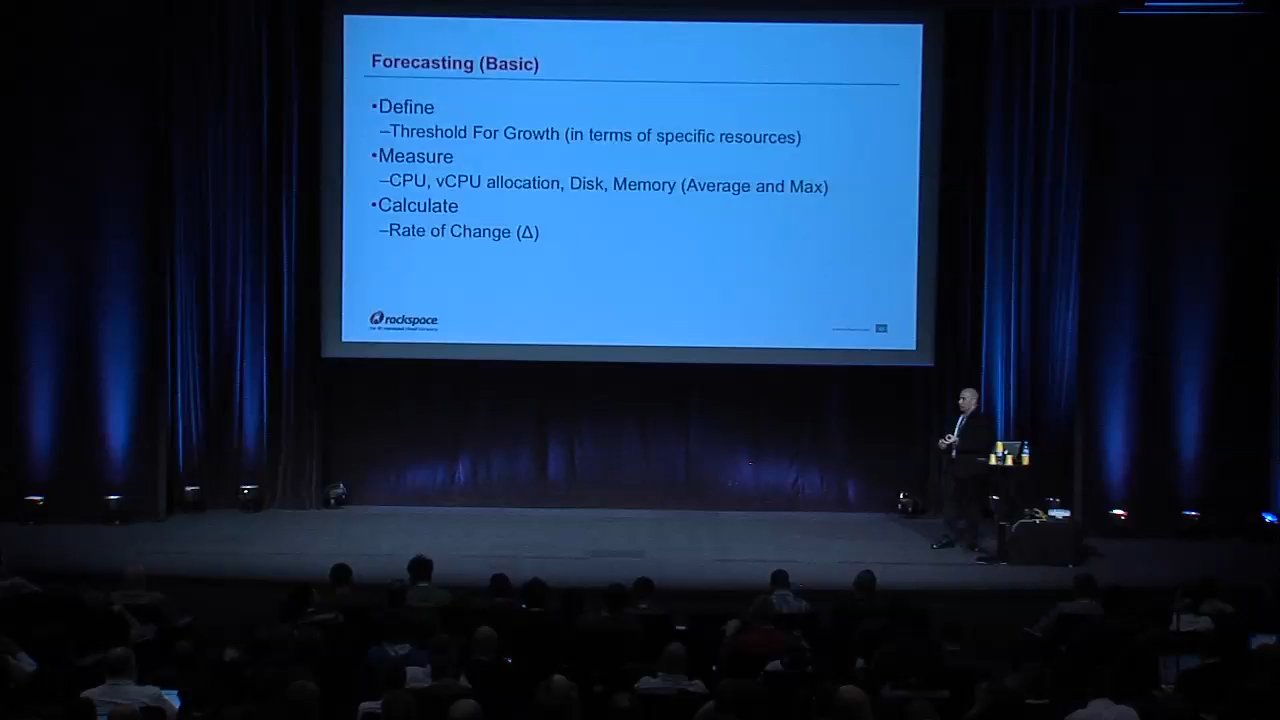 Forecasting (Basic)
•Define
–Threshold For Growth (in terms of specific resources)
•Measure
–CPU, vCPU allocation, Disk, Memory (Average and Max)
•Calculate
–Rate of Change (Δ)
rackspace